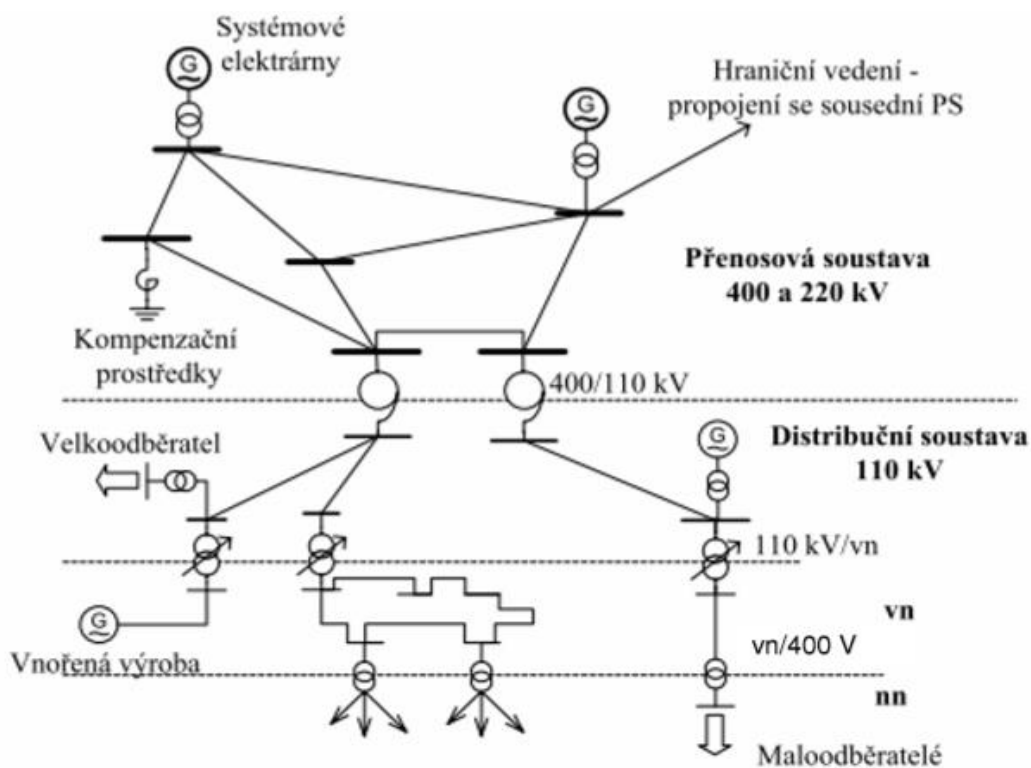 Systémové
elektrárny
G
G
Hraniční vedení -
propojení se sousední PS
Přenosová soustava
400 a 220 kV
Kompenzační
prostředky
400/110 kV
Velkoodběratel
G
Distribuční soustava
110 kV
110 kV/vn
G
Vnořená výroba
vn
vn/400 V
nn
Maloodběratelé